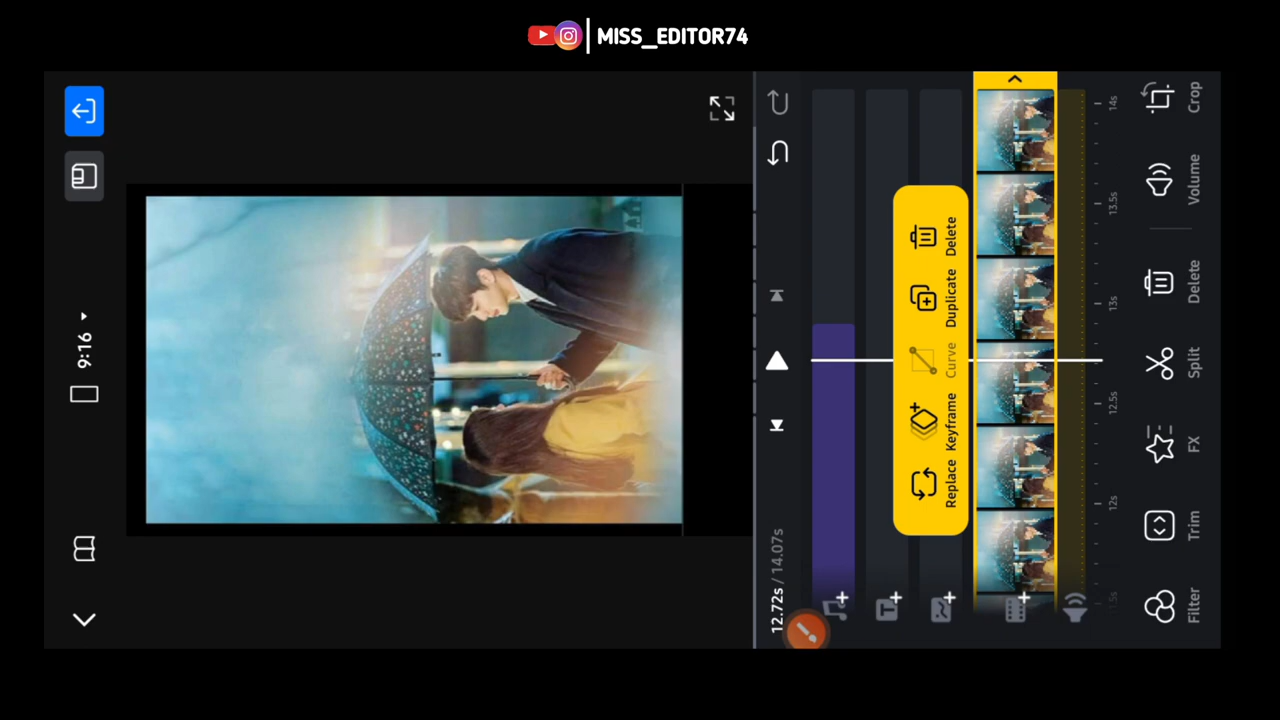 MISS_EDITOR74
9:16
12.72s / 14.07s
Replace
Keyframe
Curve
Duplicate
Delete
12s
12.5s
13s
13.5s
14s
Filter
Trim
FX
Split
Delete
Volume
Crop